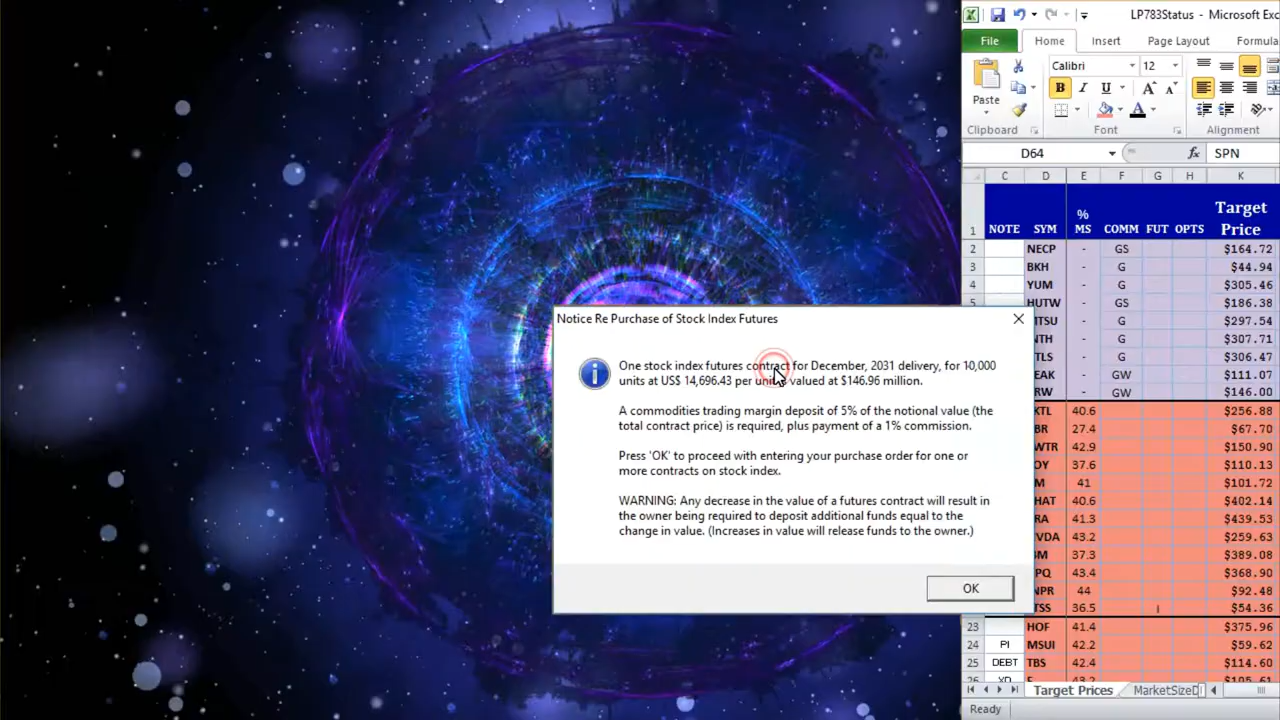 LP783Status - Microsoft Exc
File Home Insert Page Layout Formula
Calibri 12
Paste B I U A A A
Clipboard Font Alignment
D64 fx SPN
C D E F G H K
1 NOTE SYM % MS COMM FUT OPTS Target Price
2 NECP - GS $164.72
3 BKH - G $44.94
4 YUM - G $305.46
5 HUTW - GS $186.38
- G $297.54
- G $307.71
- G $306.47
- GW $111.07
- GW $146.00
40.6 $256.88
27.4 $67.70
42.9 $150.90
37.6 $110.13
41 $101.72
40.6 $402.14
41.3 $439.53
43.2 $259.63
37.3 $389.08
43.4 $368.90
44 $92.48
36.5 I $54.36
23 HOF 41.4 $375.96
24 PI MSUI 42.2 $59.62
25 DEBT TBS 42.4 $114.60
Target Prices MarketSizeD
Ready
Notice Re Purchase of Stock Index Futures
One stock index futures contract for December, 2031 delivery, for 10,000
units at US$ 14,696.43 per unit, valued at $146.96 million.
A commodities trading margin deposit of 5% of the notional value (the
total contract price) is required, plus payment of a 1% commission.
Press 'OK' to proceed with entering your purchase order for one or
more contracts on stock index.
WARNING: Any decrease in the value of a futures contract will result in
the owner being required to deposit additional funds equal to the
change in value. (Increases in value will release funds to the owner.)
OK